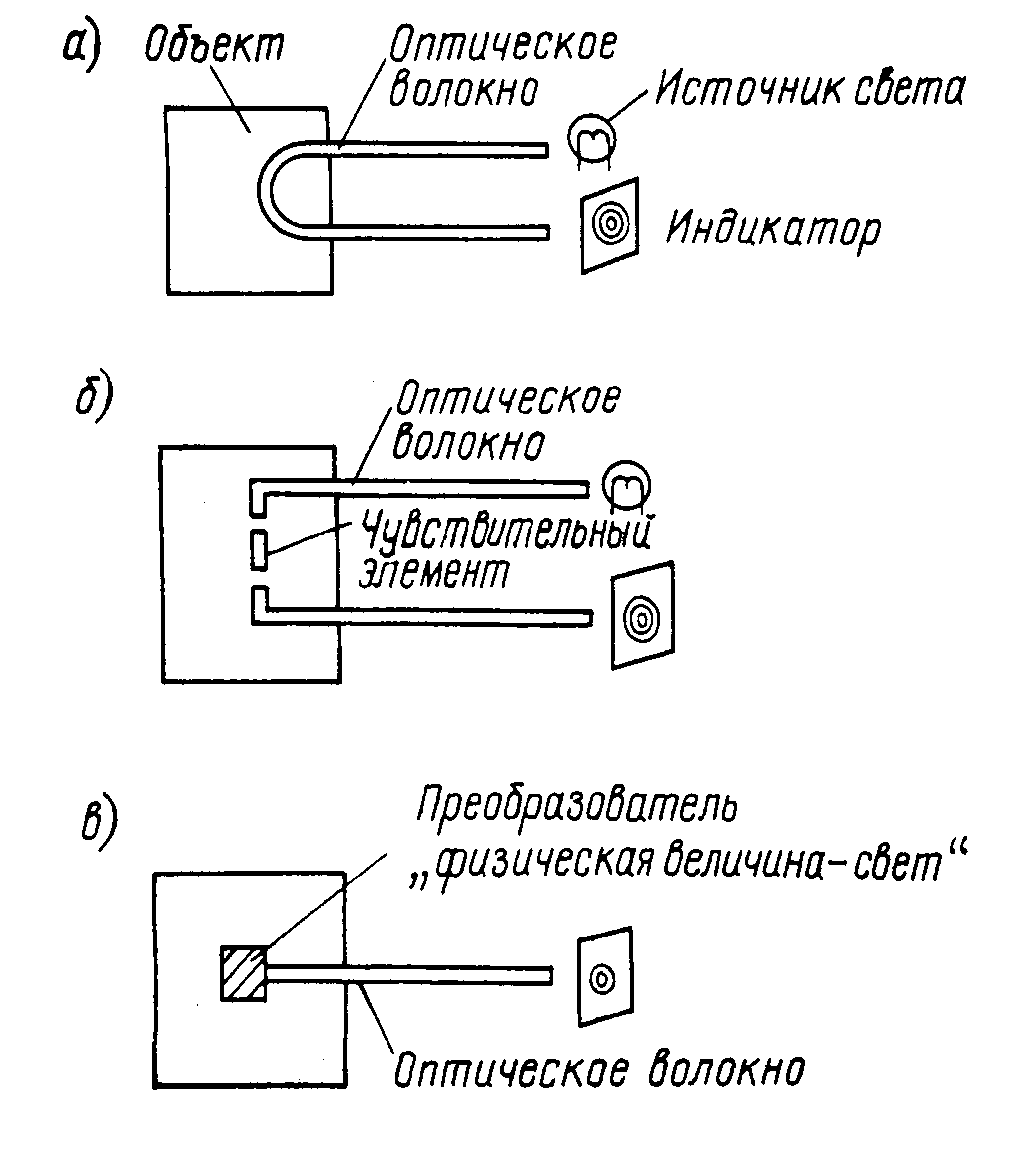 а) Объект Оптическое
волокно
Источник света
Индикатор
б)
Оптическое
волокно
Чувствительный
элемент
в)
Преобразователь
„физическая величина–свет“
Оптическое волокно